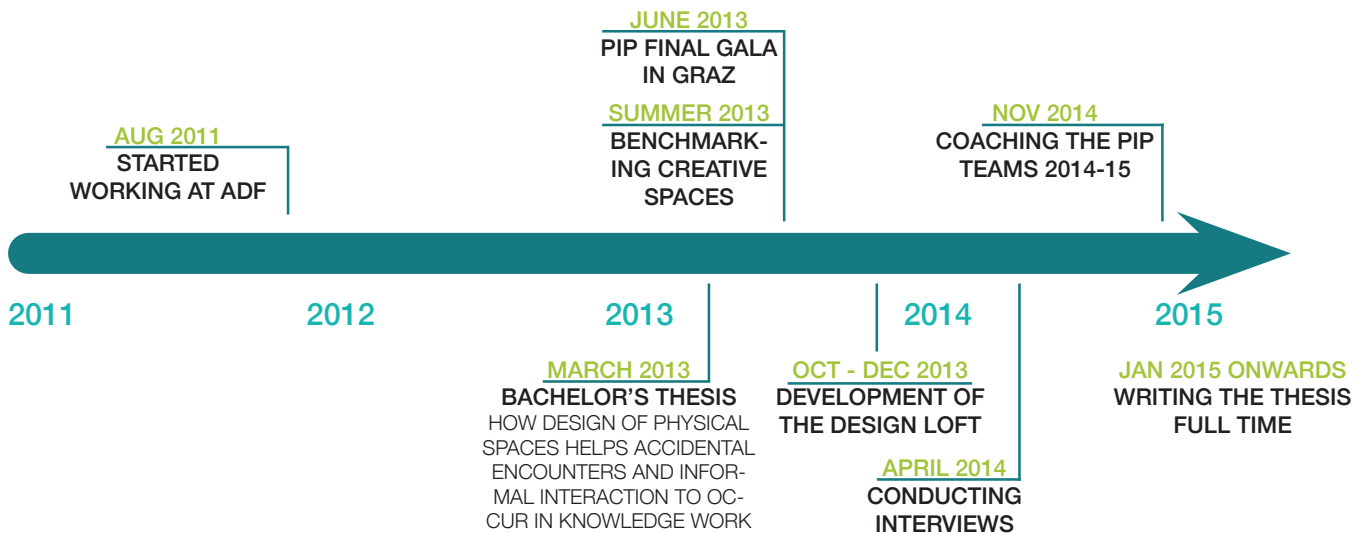 JUNE 2013
PIP FINAL GALA
IN GRAZ
SUMMER 2013
BENCHMARK-
ING CREATIVE
SPACES
AUG 2011
STARTED
WORKING AT ADF
NOV 2014
COACHING THE PIP
TEAMS 2014-15
2011
2012
2013
2014
2015
MARCH 2013
BACHELOR'S THESIS
HOW DESIGN OF PHYSICAL
SPACES HELPS ACCIDENTAL
ENCOUNTERS AND INFOR-
MAL INTERACTION TO OC-
CUR IN KNOWLEDGE WORK
OCT - DEC 2013
DEVELOPMENT OF
THE DESIGN LOFT
APRIL 2014
CONDUCTING
INTERVIEWS
JAN 2015 ONWARDS
WRITING THE THESIS
FULL TIME